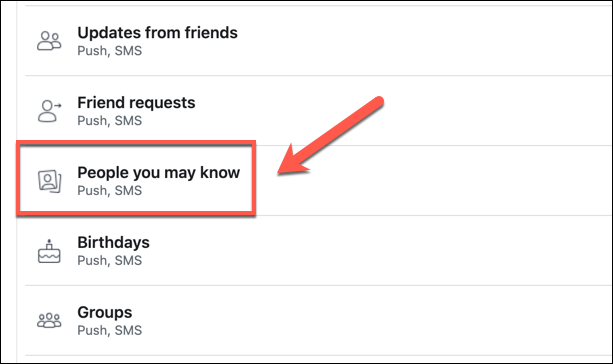 Updates from friends
Push, SMS
Friend requests
Push, SMS
People you may know
Push, SMS
Birthdays
Push, SMS
Groups
Push, SMS